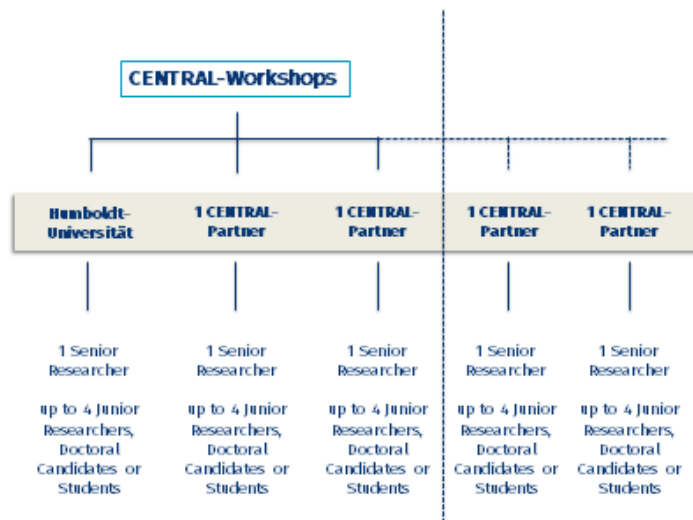 CENTRAL-Workshops
Humboldt-
Universität
1 CENTRAL-
Partner
1 CENTRAL-
Partner
1 CENTRAL-
Partner
1 CENTRAL-
Partner
1 Senior
Researcher
up to 4 Junior
Researchers,
Doctoral
Candidates or
Students
1 Senior
Researcher
up to 4 Junior
Researchers,
Doctoral
Candidates or
Students
1 Senior
Researcher
up to 4 Junior
Researchers,
Doctoral
Candidates or
Students
1 Senior
Researcher
up to 4 Junior
Researchers,
Doctoral
Candidates or
Students
1 Senior
Researcher
up to 4 Junior
Researchers,
Doctoral
Candidates or
Students